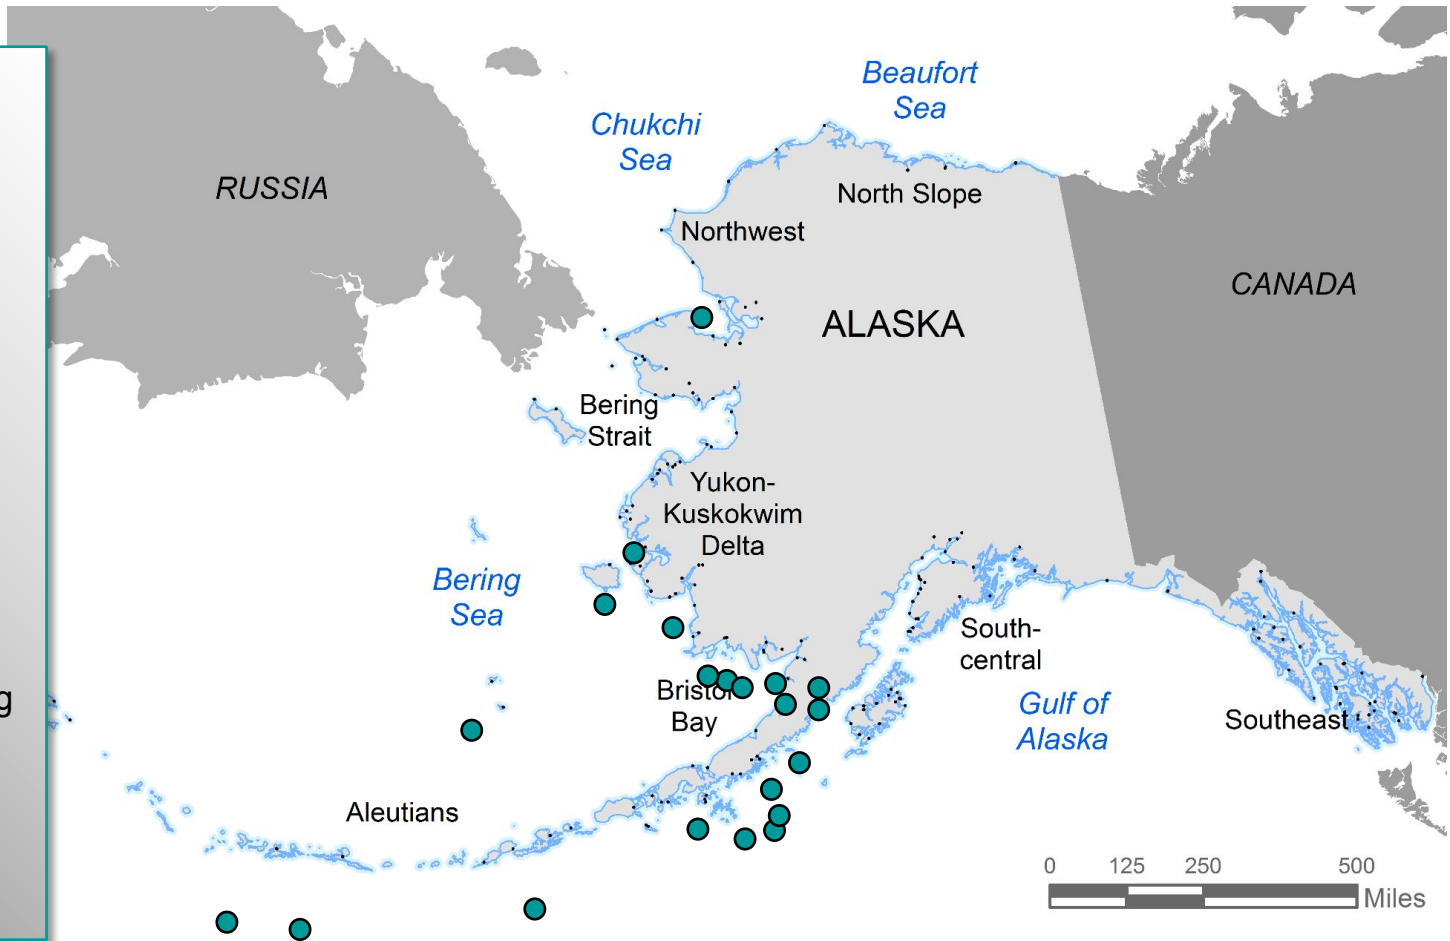 Beaufort
Sea
Chukchi
Sea
RUSSIA
North Slope
Northwest
CANADA
ALASKA
Bering
Strait
Yukon-
Kuskokwim
Delta
Bering
Sea
South-
central
g
Bristol
Bay
Gulf of
Alaska
Southeast
Aleutians
0 125 250 500
Miles